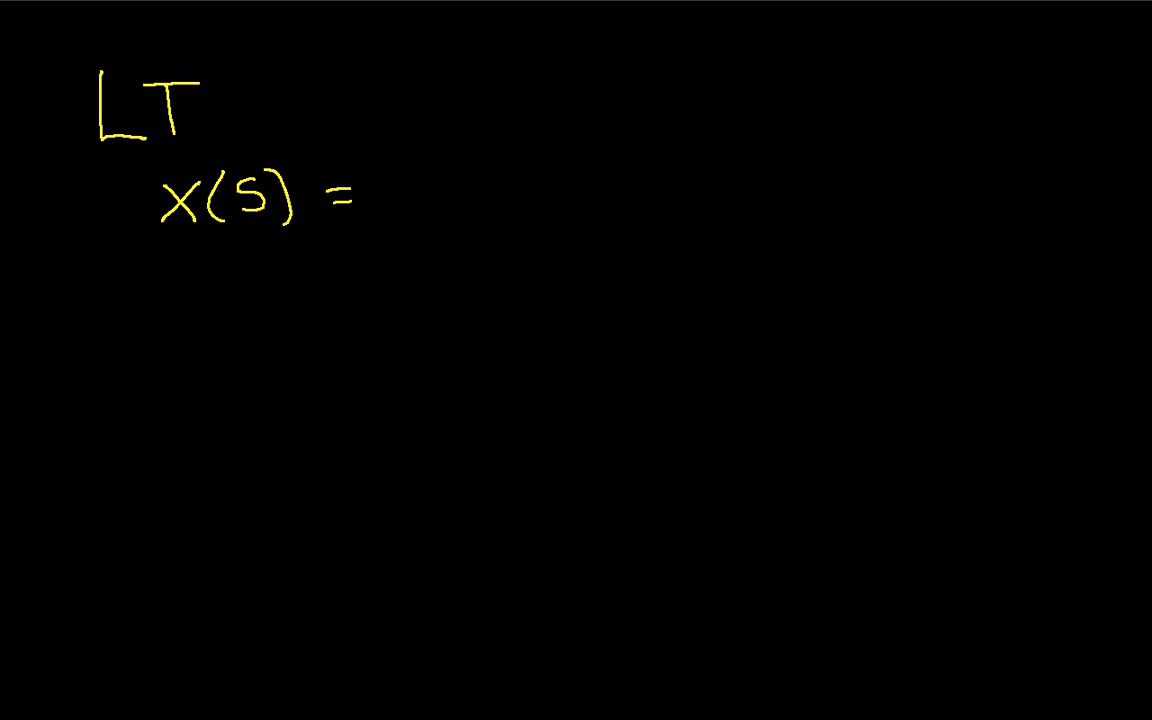 LT
X(S) =